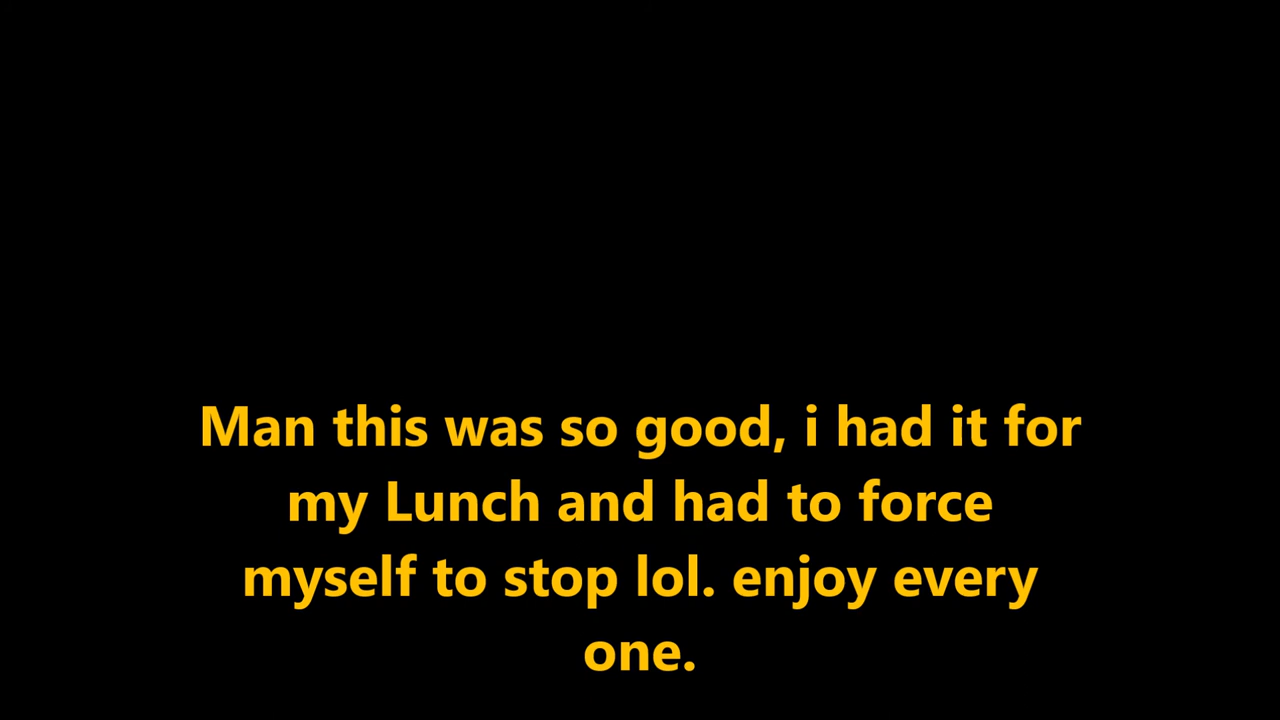 Man this was so good, i had it for
my Lunch and had to force
myself to stop lol. enjoy every
one.